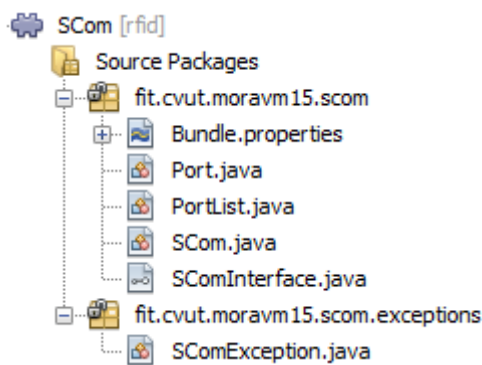 SCom [rfid]
Source Packages
fit.cvut.moravm15.scom
Bundle.properties
Port.java
PortList.java
SCom.java
SComInterface.java
fit.cvut.moravm15.scom.exceptions
SComException.java